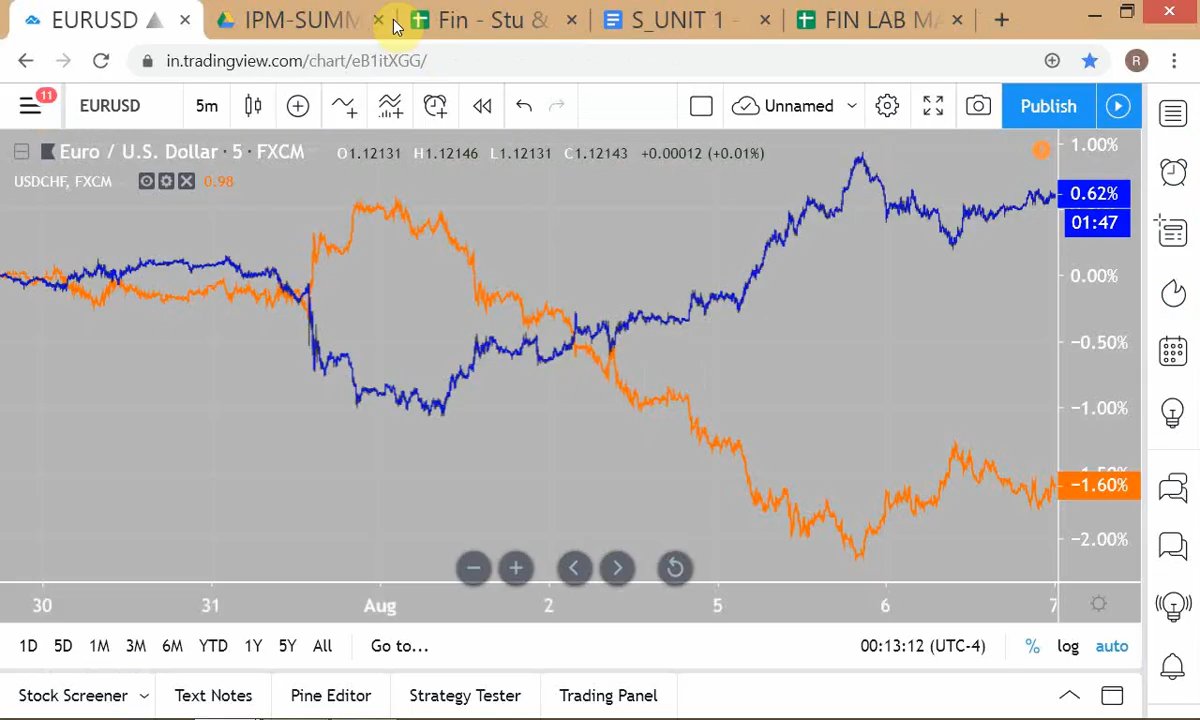 EURUSD
IPM-SUMM
Fin - Stu &
S_UNIT 1 -
FIN LAB MA
in.tradingview.com/chart/eB1itXGG/
R
11
EURUSD
5m
Unnamed
Publish
Euro / U.S. Dollar · 5 · FXCM
O1.12131 H1.12146 L1.12131 C1.12143 +0.00012 (+0.01%)
USDCHF, FXCM
0.98
1.00%
0.62%
01:47
0.00%
−0.50%
−1.00%
−1.50%
−1.60%
−2.00%
30
31
Aug
2
5
6
7
1D 5D 1M 3M 6M YTD 1Y 5Y All
Go to...
00:13:12 (UTC-4)
%
log
auto
Stock Screener
Text Notes
Pine Editor
Strategy Tester
Trading Panel